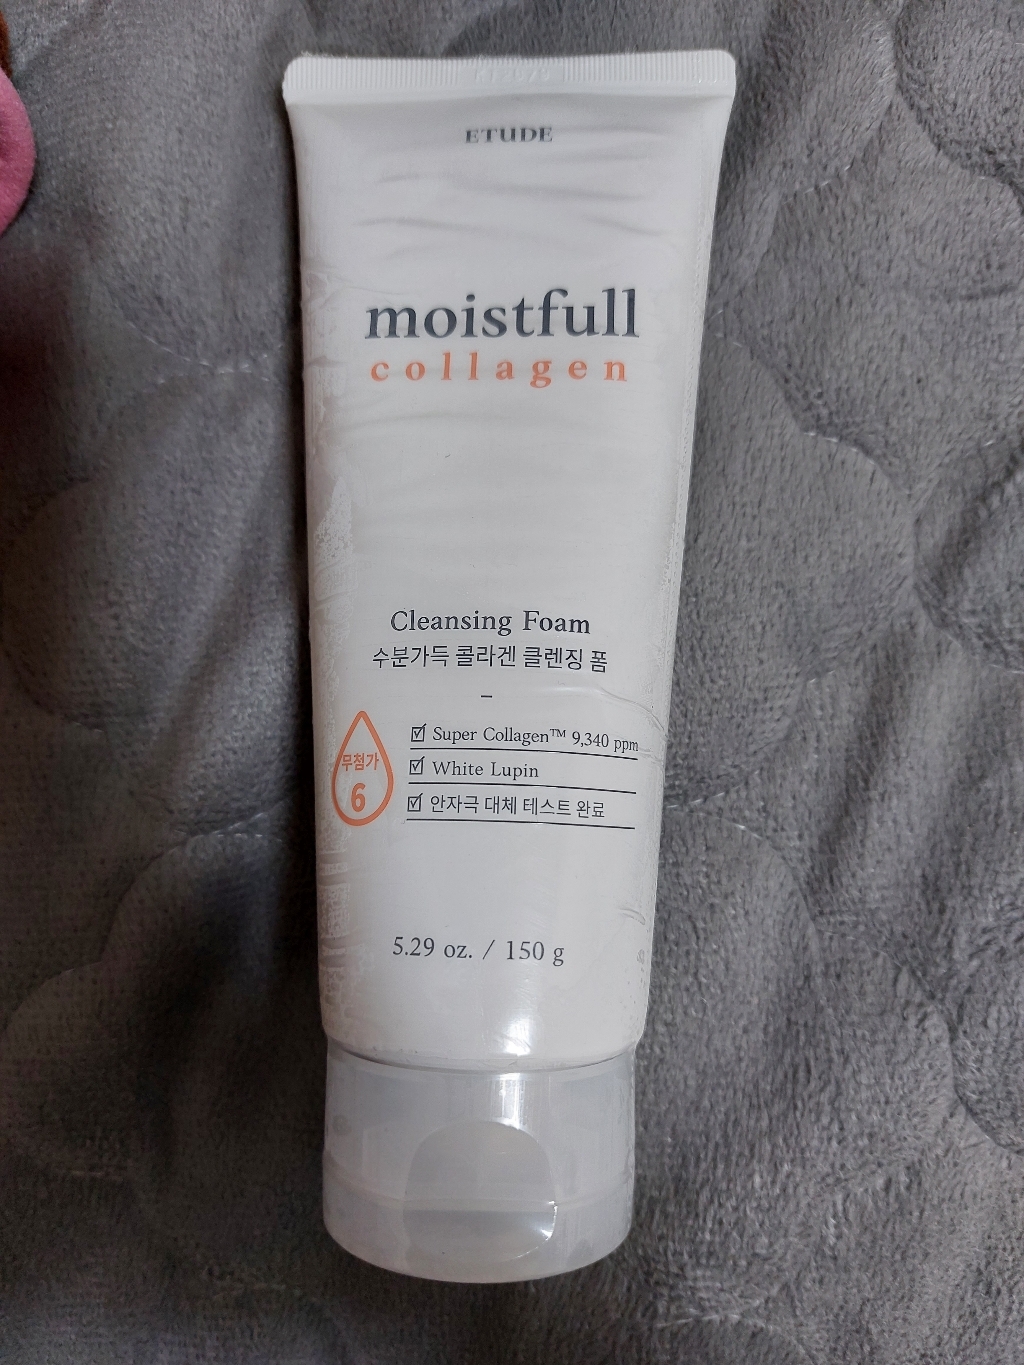 ETUDE
moistfull
collagen
Cleansing Foam
수분가득 콜라겐 클렌징 폼
–
무첨가
6
☑ Super Collagen™ 9,340 ppm
☑ White Lupin
☑ 안자극 대체 테스트 완료
5.29 oz. / 150 g